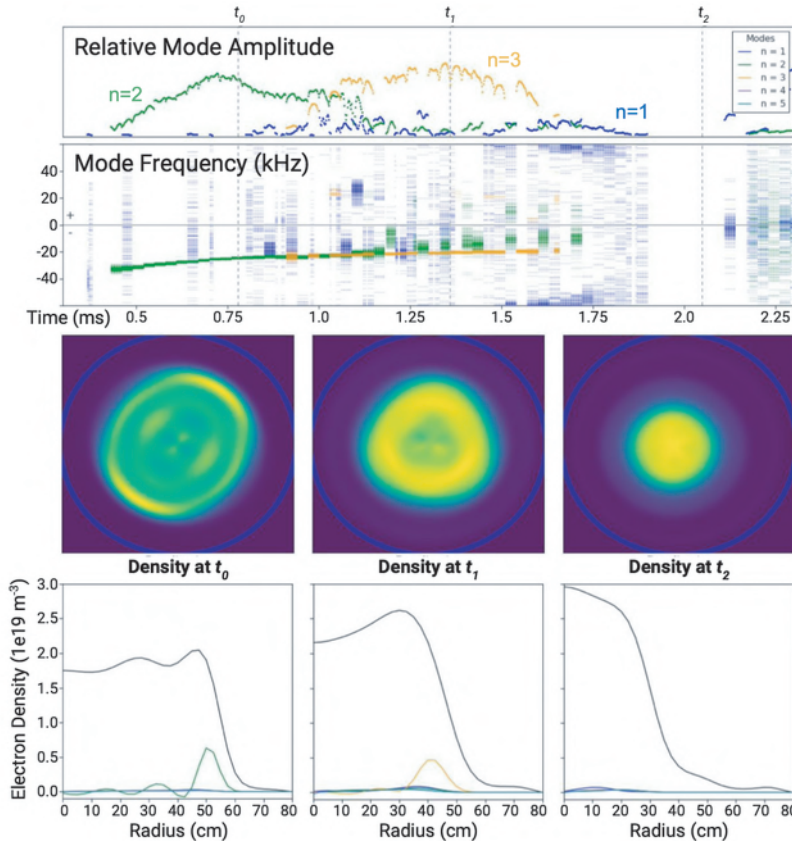 t0 t1 t2
Relative Mode Amplitude
Modes
n = 1
n = 2
n = 3
n = 4
n = 5
n=2
n=3
n=1
Mode Frequency (kHz)
40
20
+
0
-
-20
-40
-60
Time (ms) 0.5 0.75 1.0 1.25 1.5 1.75 2.0 2.25
Density at t0 Density at t1 Density at t2
Electron Density (1e19 m-3)
3.0
2.5
2.0
1.5
1.0
0.5
0.0
0 10 20 30 40 50 60 70 80 0 10 20 30 40 50 60 70 80 0 10 20 30 40 50 60 70 80
Radius (cm) Radius (cm) Radius (cm)